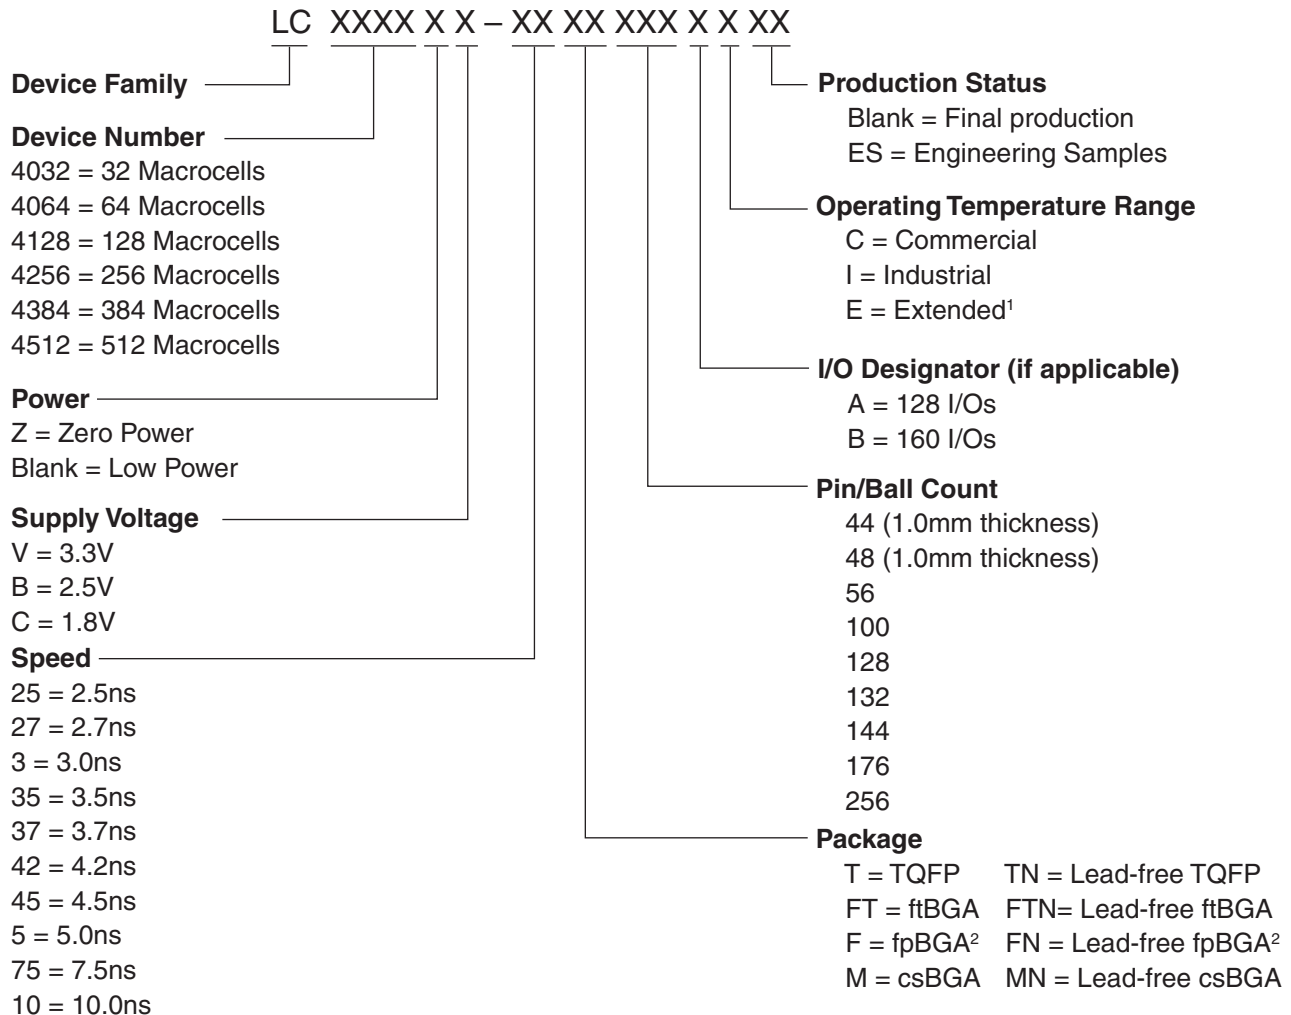 LC XXXX X X – XX XX XXX X X XX
Device Family
Device Number
4032 = 32 Macrocells
4064 = 64 Macrocells
4128 = 128 Macrocells
4256 = 256 Macrocells
4384 = 384 Macrocells
4512 = 512 Macrocells
Power
Z = Zero Power
Blank = Low Power
Supply Voltage
V = 3.3V
B = 2.5V
C = 1.8V
Speed
25 = 2.5ns
27 = 2.7ns
3 = 3.0ns
35 = 3.5ns
37 = 3.7ns
42 = 4.2ns
45 = 4.5ns
5 = 5.0ns
75 = 7.5ns
10 = 10.0ns
Production Status
Blank = Final production
ES = Engineering Samples
Operating Temperature Range
C = Commercial
I = Industrial
E = Extended¹
I/O Designator (if applicable)
A = 128 I/Os
B = 160 I/Os
Pin/Ball Count
44 (1.0mm thickness)
48 (1.0mm thickness)
56
100
128
132
144
176
256
Package
T = TQFP TN = Lead-free TQFP
FT = ftBGA FTN= Lead-free ftBGA
F = fpBGA² FN = Lead-free fpBGA²
M = csBGA MN = Lead-free csBGA